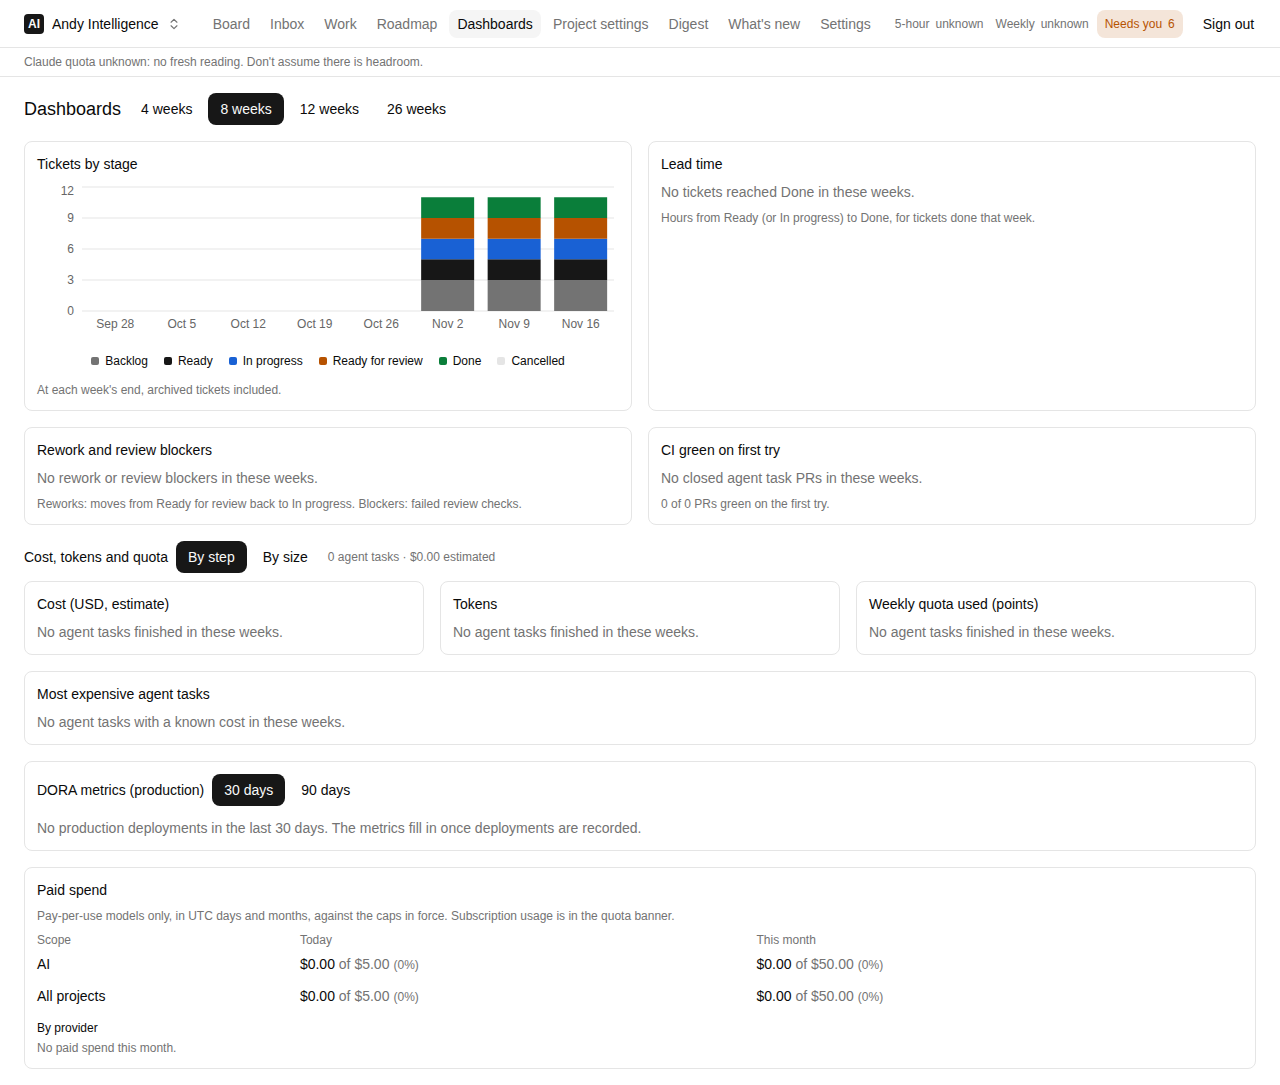 AI Andy Intelligence Board Inbox Work Roadmap Dashboards Project settings Digest What's new Settings 5-hour unknown Weekly unknown Needs you 6 Sign out
Claude quota unknown: no fresh reading. Don't assume there is headroom.
Dashboards 4 weeks 8 weeks 12 weeks 26 weeks
Tickets by stage
12
9
6
3
0
Sep 28 Oct 5 Oct 12 Oct 19 Oct 26 Nov 2 Nov 9 Nov 16
Backlog Ready In progress Ready for review Done Cancelled
At each week's end, archived tickets included.
Lead time
No tickets reached Done in these weeks.
Hours from Ready (or In progress) to Done, for tickets done that week.
Rework and review blockers
No rework or review blockers in these weeks.
Reworks: moves from Ready for review back to In progress. Blockers: failed review checks.
CI green on first try
No closed agent task PRs in these weeks.
0 of 0 PRs green on the first try.
Cost, tokens and quota By step By size 0 agent tasks · $0.00 estimated
Cost (USD, estimate)
No agent tasks finished in these weeks.
Tokens
No agent tasks finished in these weeks.
Weekly quota used (points)
No agent tasks finished in these weeks.
Most expensive agent tasks
No agent tasks with a known cost in these weeks.
DORA metrics (production) 30 days 90 days
No production deployments in the last 30 days. The metrics fill in once deployments are recorded.
Paid spend
Pay-per-use models only, in UTC days and months, against the caps in force. Subscription usage is in the quota banner.
Scope Today This month
AI $0.00 of $5.00 (0%) $0.00 of $50.00 (0%)
All projects $0.00 of $5.00 (0%) $0.00 of $50.00 (0%)
By provider
No paid spend this month.